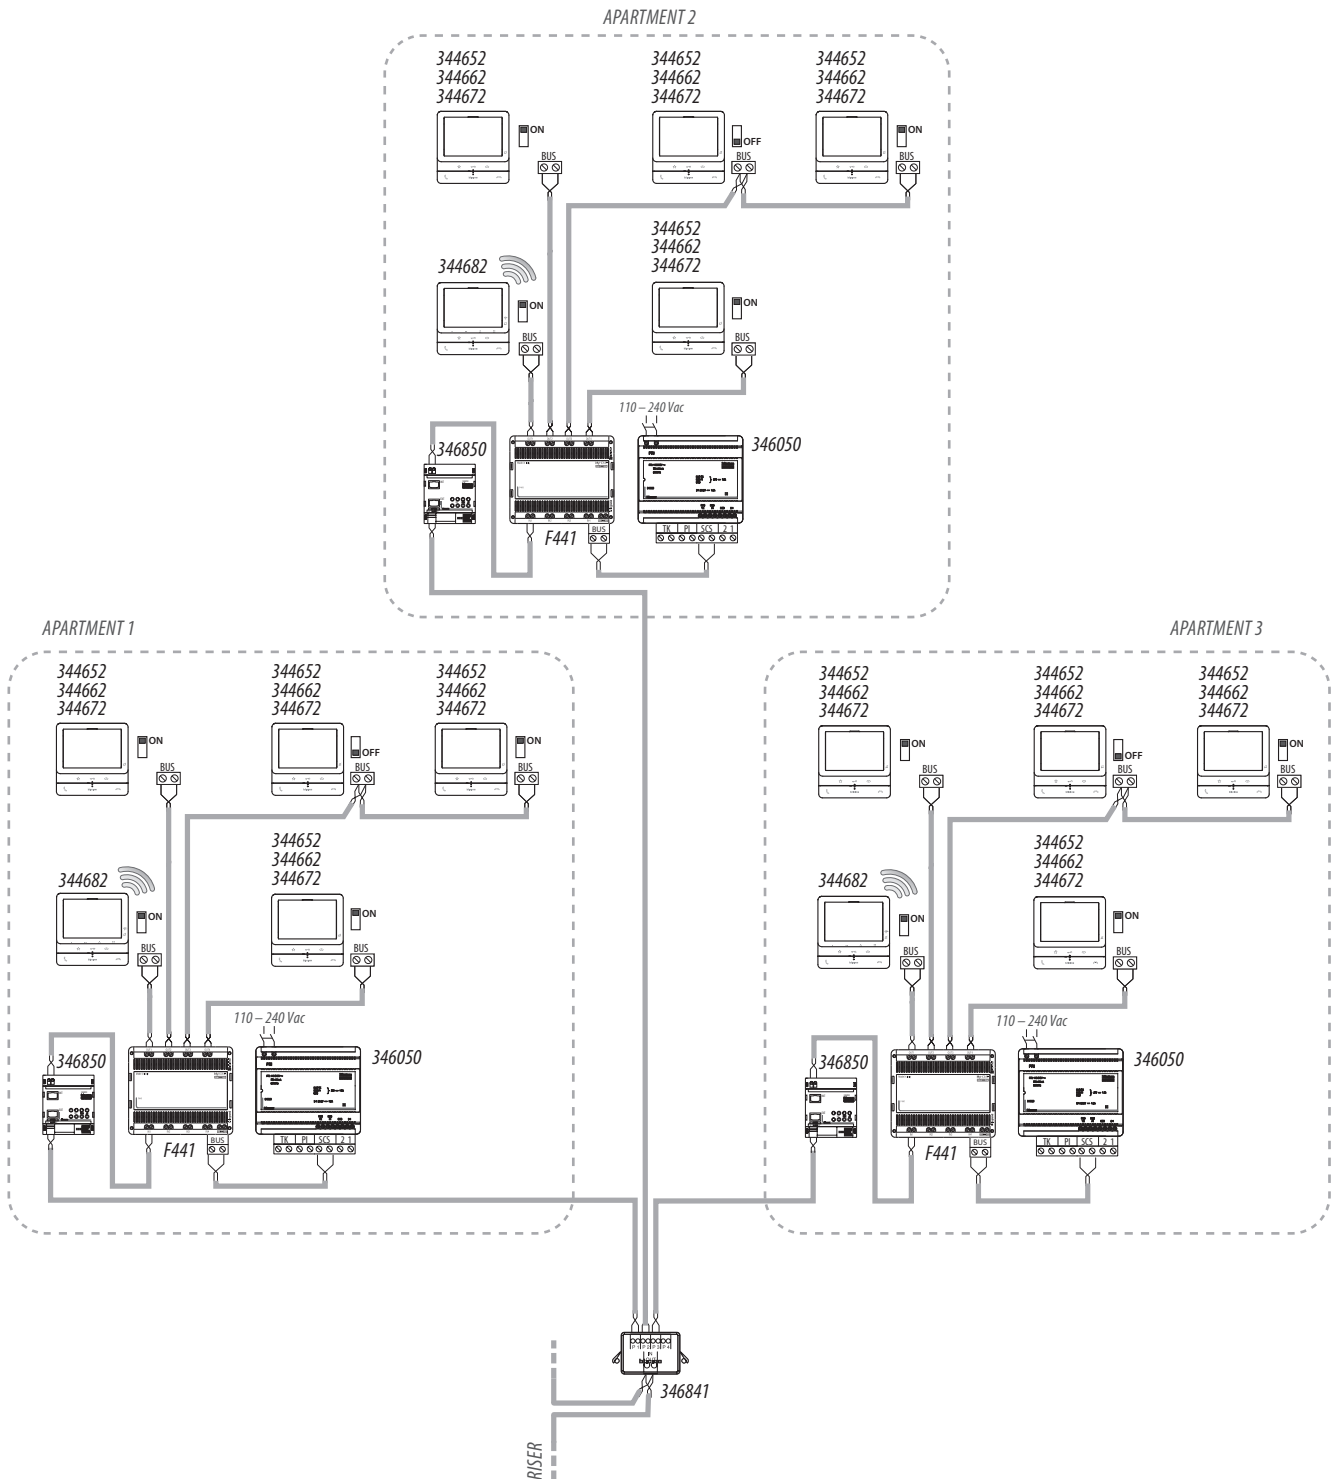 APARTMENT 2
344652
344662
344672
ON
BUS
344652
344662
344672
OFF
BUS
344652
344662
344672
ON
BUS
344682
ON
BUS
344652
344662
344672
ON
BUS
110 – 240 Vac
346850
F441
BUS
346050
TK PI SCS 2 1
APARTMENT 1
344652
344662
344672
ON
BUS
344652
344662
344672
OFF
BUS
344652
344662
344672
ON
BUS
344682
ON
BUS
344652
344662
344672
ON
BUS
110 – 240 Vac
346850
F441
BUS
346050
TK PI SCS 2 1
APARTMENT 3
344652
344662
344672
ON
BUS
344652
344662
344672
OFF
BUS
344652
344662
344672
ON
BUS
344682
ON
BUS
344652
344662
344672
ON
BUS
110 – 240 Vac
346850
F441
BUS
346050
TK PI SCS 2 1
P 1 P 2 P 3 P 4
IN
346841
RISER